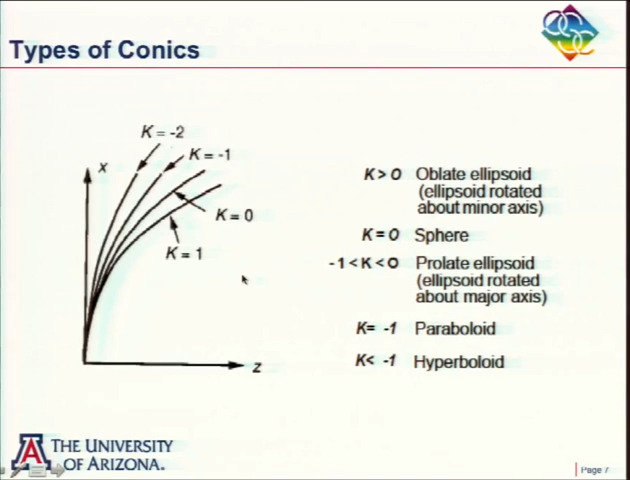 Types of Conics
K = -2
x
K = -1
K = 0
K = 1
z
K > 0 Oblate ellipsoid
(ellipsoid rotated
about minor axis)
K = 0 Sphere
-1 < K < 0 Prolate ellipsoid
(ellipsoid rotated
about major axis)
K= -1 Paraboloid
K< -1 Hyperboloid
A THE UNIVERSITY
OF ARIZONA.
Page 7